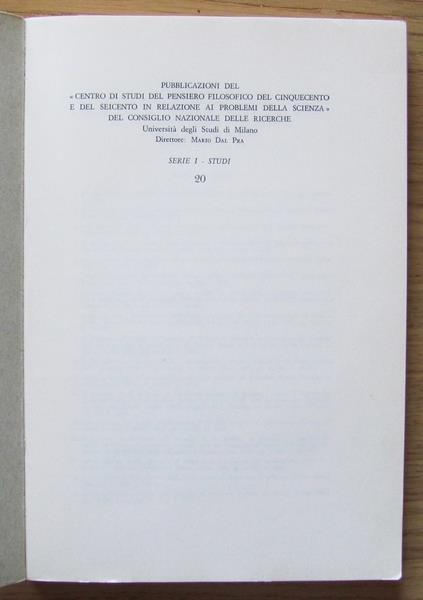 PUBBLICAZIONI DEL
« CENTRO DI STUDI DEL PENSIERO FILOSOFICO DEL CINQUECENTO
E DEL SEICENTO IN RELAZIONE AI PROBLEMI DELLA SCIENZA »
DEL CONSIGLIO NAZIONALE DELLE RICERCHE
Università degli Studi di Milano
Direttore: MARIO DAL PRA
SERIE I - STUDI
20